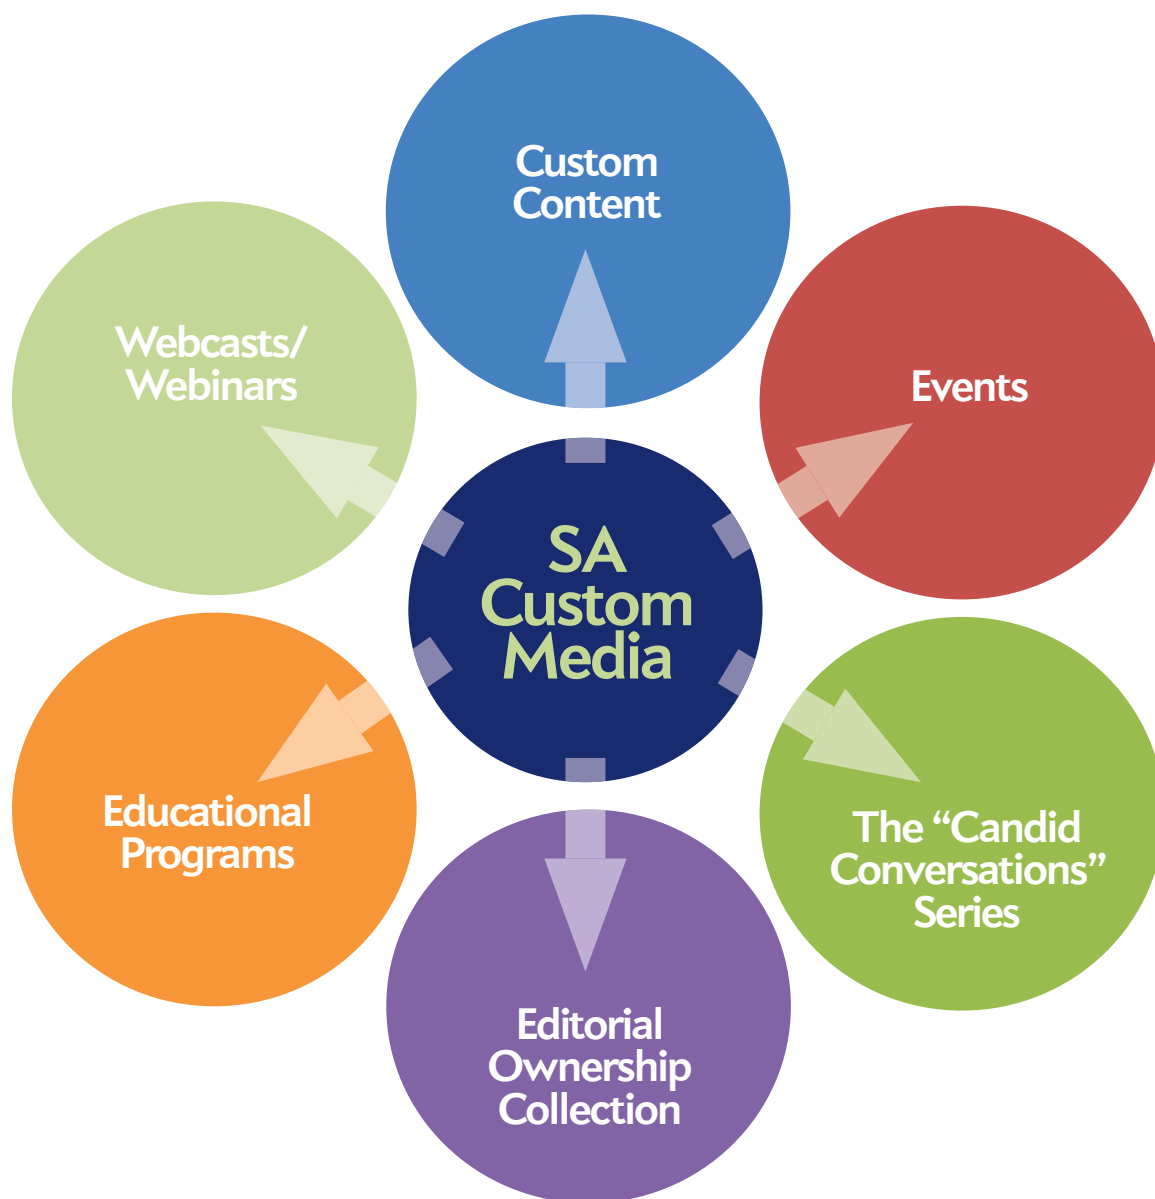 Custom
Content
Webcasts/
Webinars
Events
SA
Custom
Media
Educational
Programs
The “Candid
Conversations”
Series
Editorial
Ownership
Collection